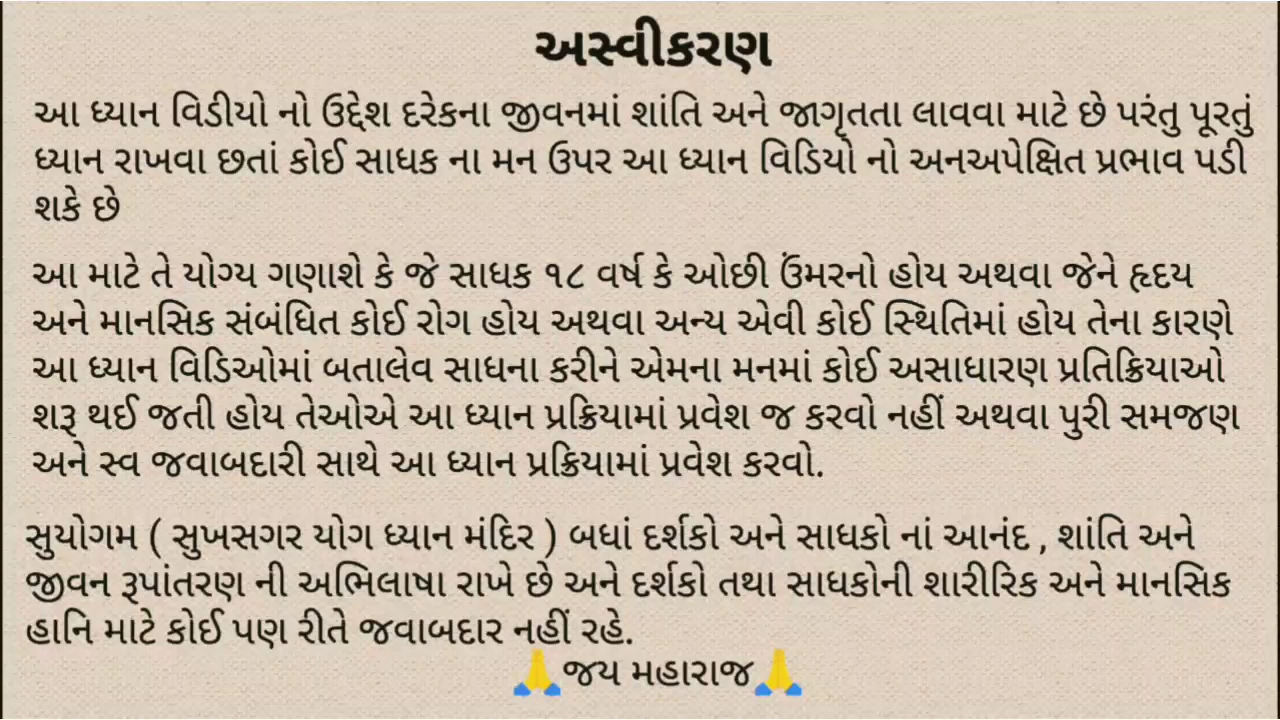 અસ્વીકરણ
આ ધ્યાન વિડીયો નો ઉદ્દેશ દરેકના જીવનમાં શાંતિ અને જાગૃતતા લાવવા માટે છે પરંતુ પૂરતું
ધ્યાન રાખવા છતાં કોઈ સાધક ના મન ઉપર આ ધ્યાન વિડિયો નો અનઅપેક્ષિત પ્રભાવ પડી
શકે છે
આ માટે તે યોગ્ય ગણાશે કે જે સાધક ૧૮ વર્ષ કે ઓછી ઉંમરનો હોય અથવા જેને હૃદય
અને માનસિક સંબંધિત કોઈ રોગ હોય અથવા અન્ય એવી કોઈ સ્થિતિમાં હોય તેના કારણે
આ ધ્યાન વિડિઓમાં બતાલેવ સાધના કરીને એમના મનમાં કોઈ અસાધારણ પ્રતિક્રિયાઓ
શરૂ થઈ જતી હોય તેઓએ આ ધ્યાન પ્રક્રિયામાં પ્રવેશ જ કરવો નહીં અથવા પુરી સમજણ
અને સ્વ જવાબદારી સાથે આ ધ્યાન પ્રક્રિયામાં પ્રવેશ કરવો.
સુયોગમ ( સુખસગર યોગ ધ્યાન મંદિર ) બધાં દર્શકો અને સાધકો નાં આનંદ , શાંતિ અને
જીવન રૂપાંતરણ ની અભિલાષા રાખે છે અને દર્શકો તથા સાધકોની શારીરિક અને માનસિક
હાનિ માટે કોઈ પણ રીતે જવાબદાર નહીં રહે.
🙏જય મહારાજ🙏